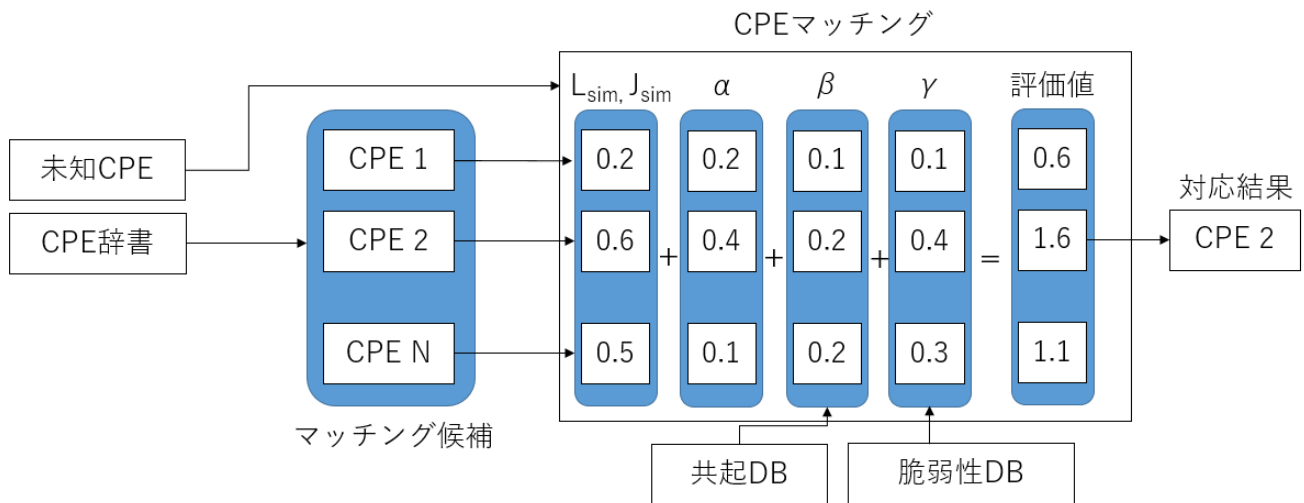 CPEマッチング
L_sim, J_sim α β γ 評価値
未知CPE
CPE辞書
CPE 1 0.2 0.2 0.1 0.1 0.6
CPE 2 0.6 + 0.4 + 0.2 + 0.4 = 1.6
CPE N 0.5 0.1 0.2 0.3 1.1
対応結果
CPE 2
マッチング候補
共起DB
脆弱性DB